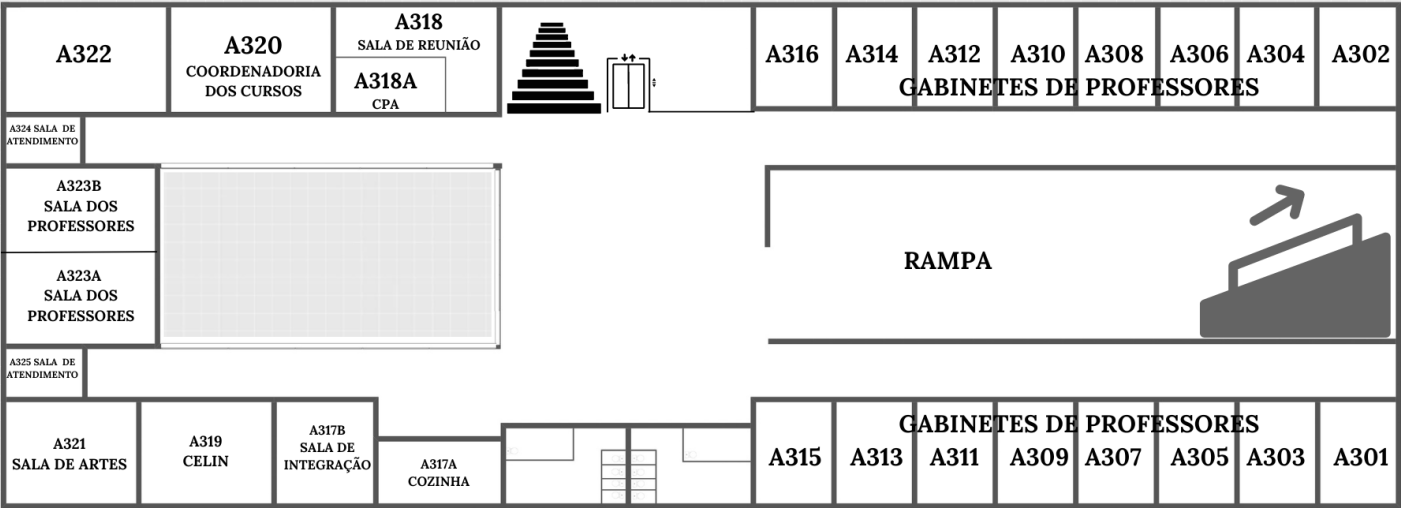 A322
A320
COORDENADORIA
DOS CURSOS
A318
SALA DE REUNIÃO
A318A
CPA
A316
A314
A312
A310
A308
A306
A304
A302
GABINETES DE PROFESSORES
A324 SALA DE
ATENDIMENTO
A323B
SALA DOS
PROFESSORES
A323A
SALA DOS
PROFESSORES
RAMPA
A325 SALA DE
ATENDIMENTO
A321
SALA DE ARTES
A319
CELIN
A317B
SALA DE
INTEGRAÇÃO
A317A
COZINHA
GABINETES DE PROFESSORES
A315
A313
A311
A309
A307
A305
A303
A301